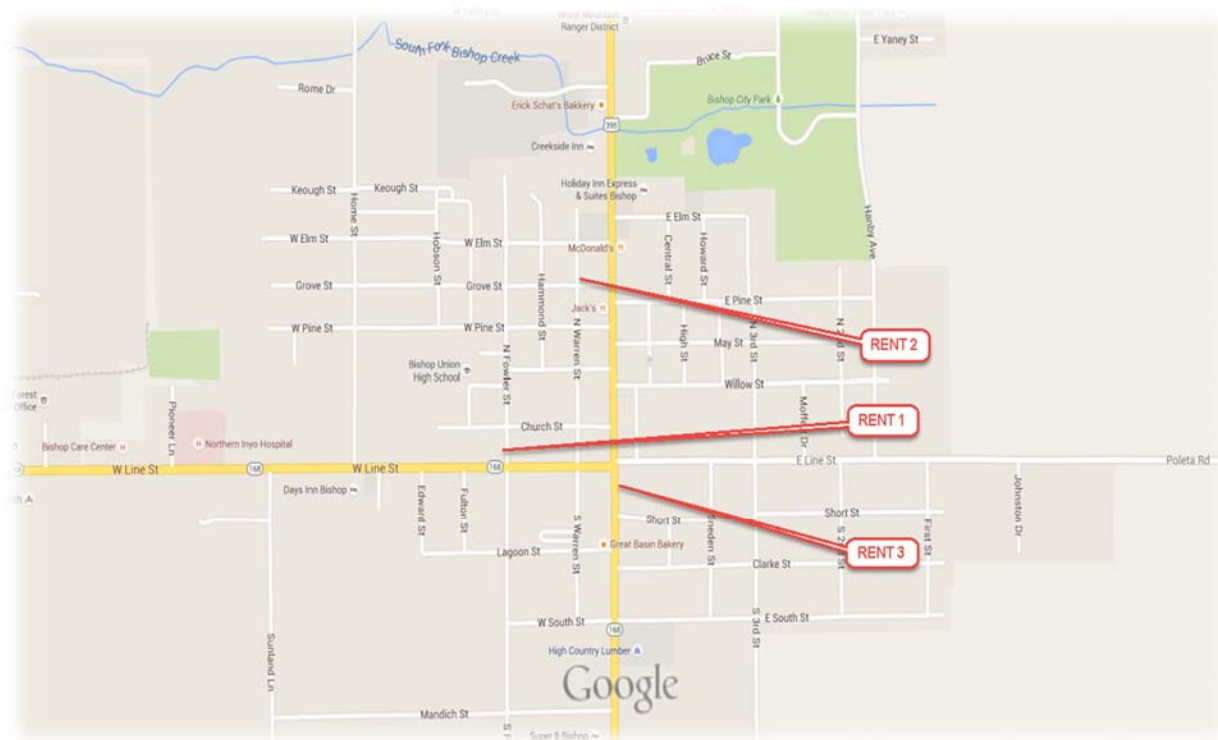 Ranger District
E Yaney St
South Fork Bishop Creek
Bruce St
Rome Dr
Erick Schat's Bakkery
Bishop City Park
395
Creekside Inn
Keough St
Keough St
Holiday Inn Express
& Suites Bishop
Home St
Hanby Ave
E Elm St
W Elm St
W Elm St
Hobson St
McDonald's
Central St
Howard St
Grove St
Grove St
Hammond St
E Pine St
Jack's
W Pine St
W Pine St
N Warren St
High St
N 3rd St
May St
N 2nd St
RENT 2
N Fowler St
Bishop Union
High School
Willow St
Forest
Office
Pioneer Ln
Moffett Dr
RENT 1
Church St
Bishop Care Center
H
H
Northern Inyo Hospital
W Line St
168
W Line St
168
E Line St
Poleta Rd
Days Inn Bishop
Edward St
Fulton St
S Warren St
Short St
Sneden St
Short St
S 2nd St
First St
Johnston Dr
Lagoon St
Great Basin Bakery
RENT 3
Clarke St
W South St
168
E South St
S 3rd St
Sunland Ln
High Country Lumber
Google
Mandich St
S F
Super 8 Bishop